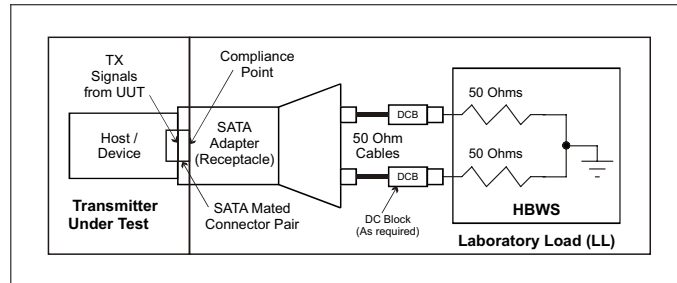 TX
Signals
from UUT
Compliance
Point
Host /
Device
SATA
Adapter
(Receptacle)
SATA Mated
Connector Pair
Transmitter
Under Test
DCB
50 Ohm
Cables
DCB
DC Block
(As required)
50 Ohms
50 Ohms
HBWS
Laboratory Load (LL)